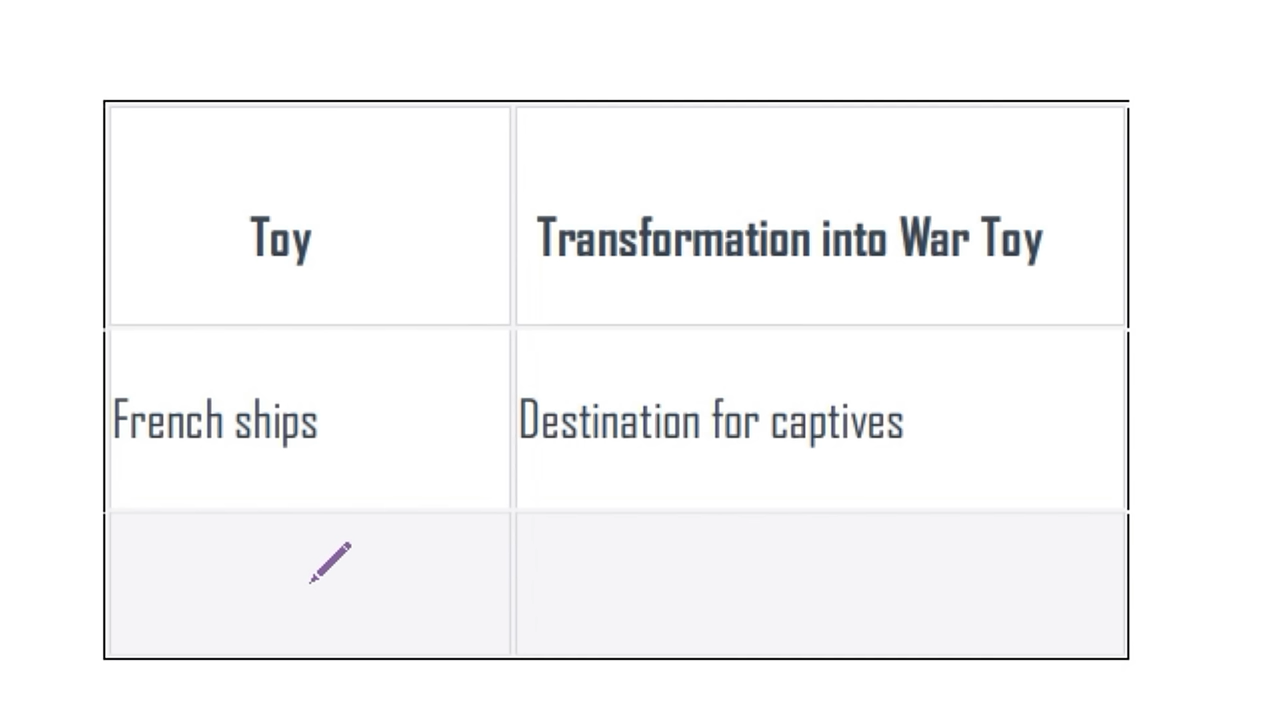 Toy
Transformation into War Toy
French ships
Destination for captives